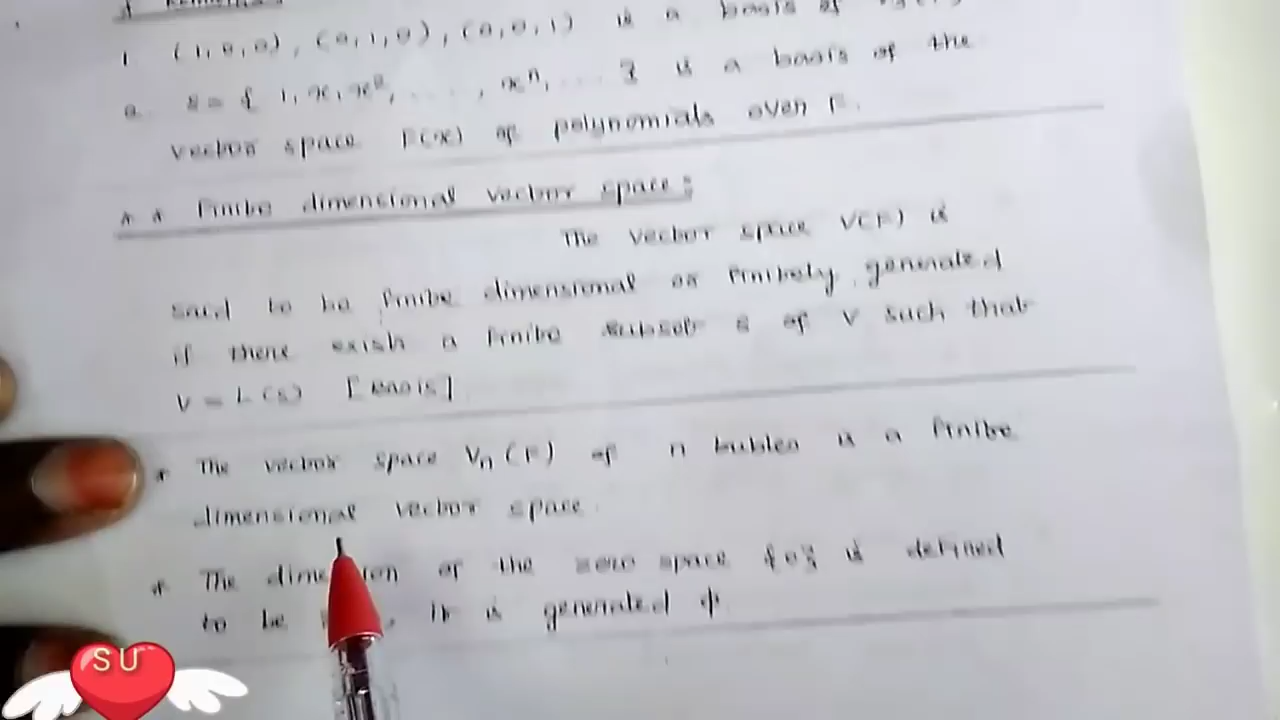 1. (1,0,0), (0,1,0), (0,0,1) is a basis of
2. S = { 1, x, x², ...., xⁿ, ... } is a basis of the
vector space F(x) of polynomials over F.
* * Finite dimensional vector space:
The vector space V(F) is
said to be finite dimensional or finitely generated
if there exist a finite subset S of V such that
V = L(S) [Basis]
* The vector space Vn(F) of n tubles is a finite
dimensional vector space.
* The dimension of the zero space {0} is defined
to be , It is generated φ.
SU